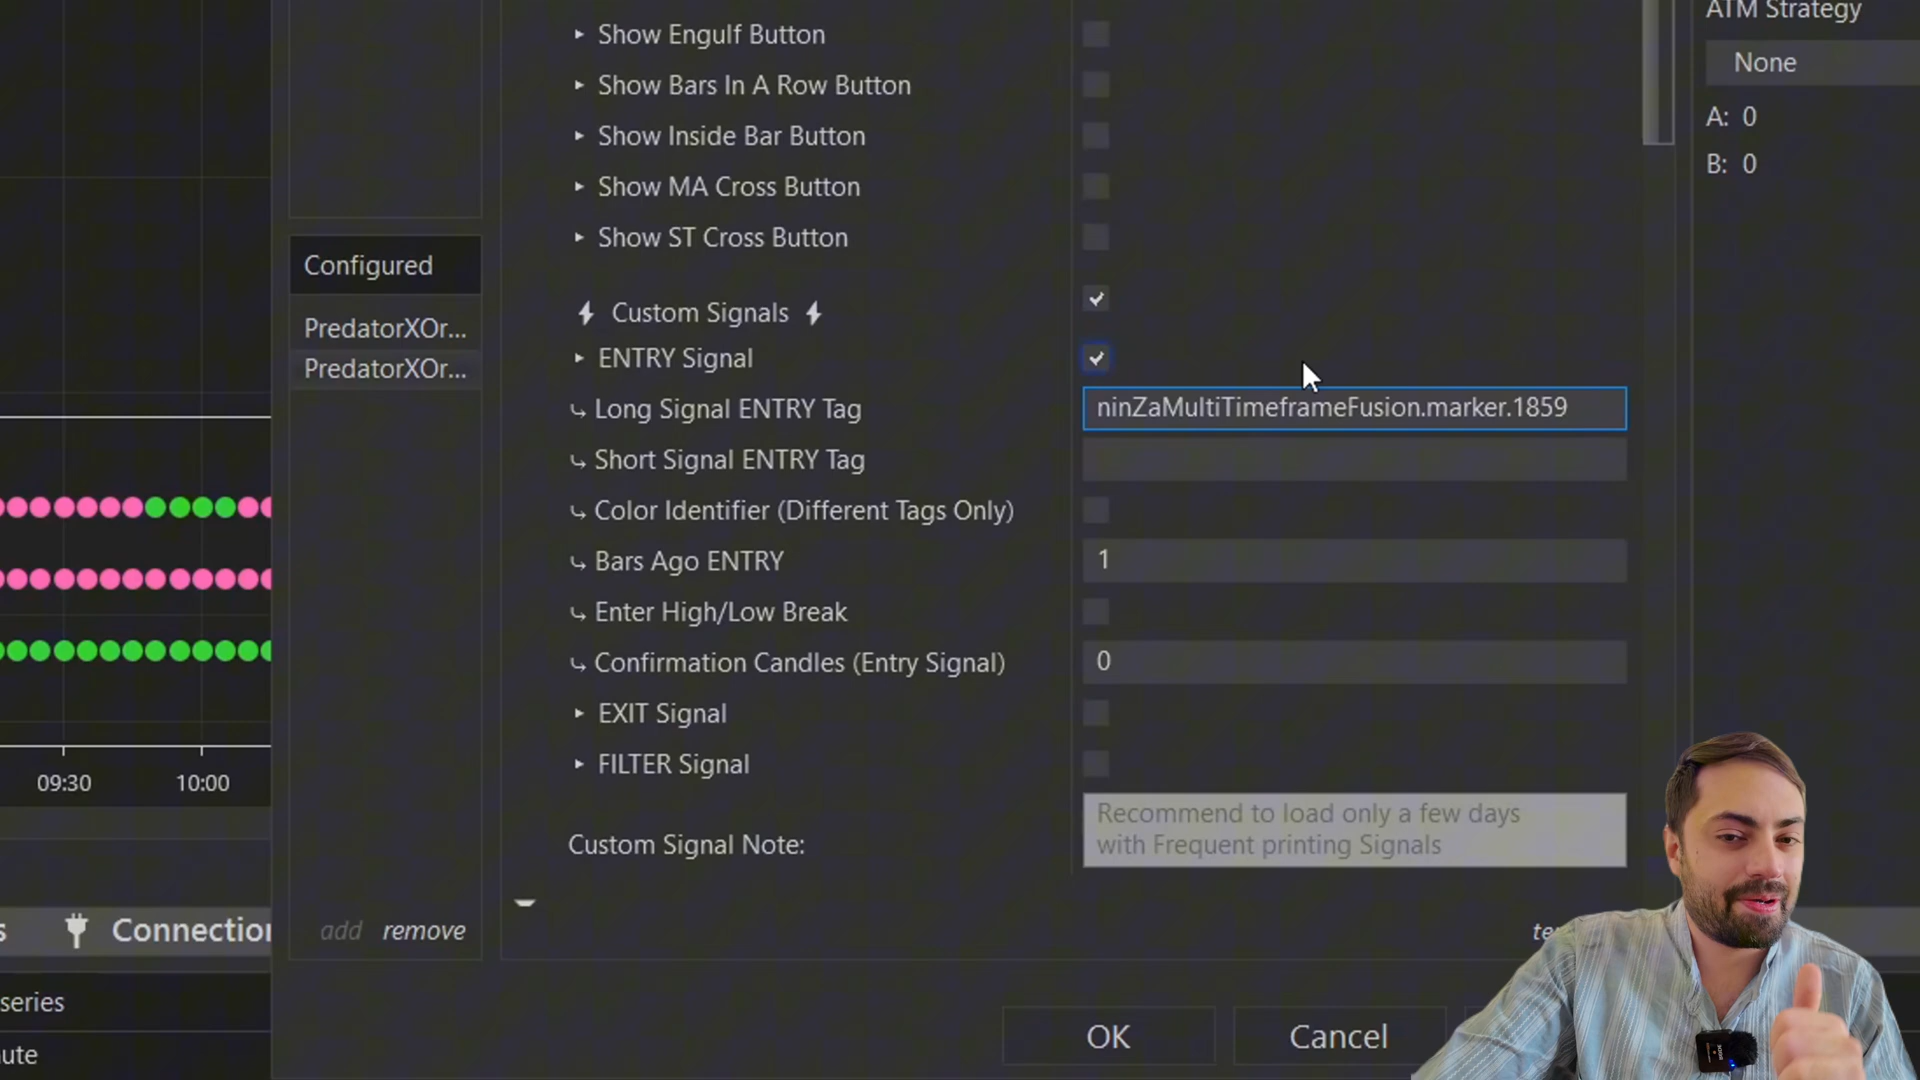 ATM Strategy
Show Engulf Button
None
Show Bars In A Row Button
A: 0
Show Inside Bar Button
B: 0
Show MA Cross Button
Show ST Cross Button
Configured
Custom Signals
PredatorXOr...
ENTRY Signal
PredatorXOr...
Long Signal ENTRY Tag
ninZaMultiTimeframeFusion.marker.1859
Short Signal ENTRY Tag
Color Identifier (Different Tags Only)
Bars Ago ENTRY
1
Enter High/Low Break
Confirmation Candles (Entry Signal)
0
EXIT Signal
FILTER Signal
09:30
10:00
Recommend to load only a few days
with Frequent printing Signals
Custom Signal Note:
add
remove
series
OK
Cancel